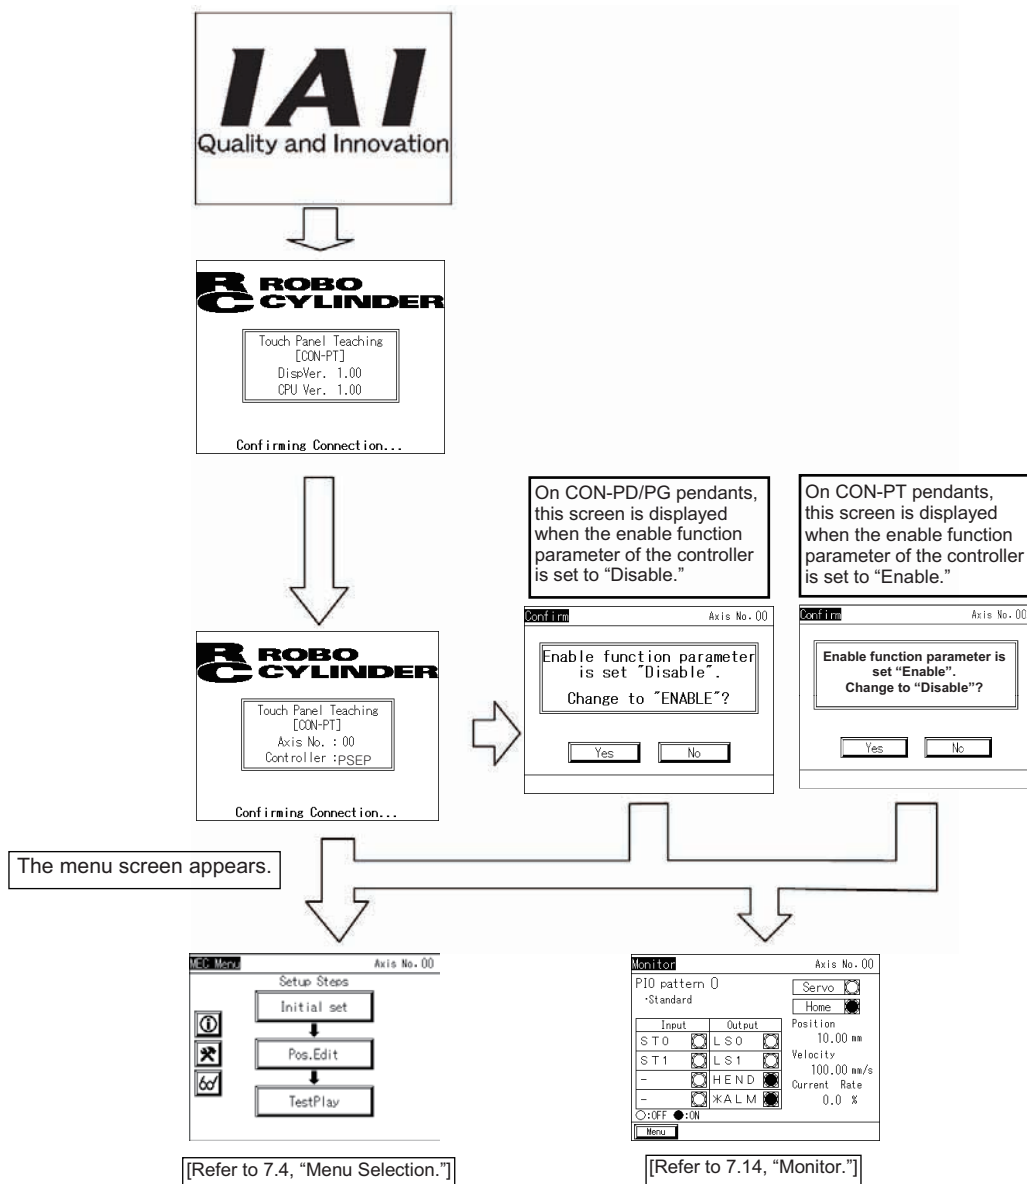 IAI
Quality and Innovation
RC ROBO
CYLINDER
Touch Panel Teaching
[CON-PT]
DispVer. 1.00
CPU Ver. 1.00
Confirming Connection...
On CON-PD/PG pendants,
this screen is displayed
when the enable function
parameter of the controller
is set to “Disable.”
On CON-PT pendants,
this screen is displayed
when the enable function
parameter of the controller
is set to “Enable.”
RC ROBO
CYLINDER
Touch Panel Teaching
[CON-PT]
Axis No. : 00
Controller :PSEP
Confirming Connection...
Confirm Axis No.00
Enable function parameter
is set "Disable".
Change to "ENABLE"?
Yes No
Confirm Axis No.00
Enable function parameter is
set “Enable”.
Change to “Disable”?
Yes No
The menu screen appears.
MEC Menu Axis No.00
Setup Steps
Initial set
Pos.Edit
TestPlay
[Refer to 7.4, “Menu Selection.”]
Monitor Axis No.00
PIO pattern 0
・Standard
Servo
Home
Input Output
ST0 LS0
ST1 LS1
- HEND
- *ALM
○:OFF ●:ON
Position
10.00 mm
Velocity
100.00 mm/s
Current Rate
0.0 %
Menu
[Refer to 7.14, “Monitor.”]